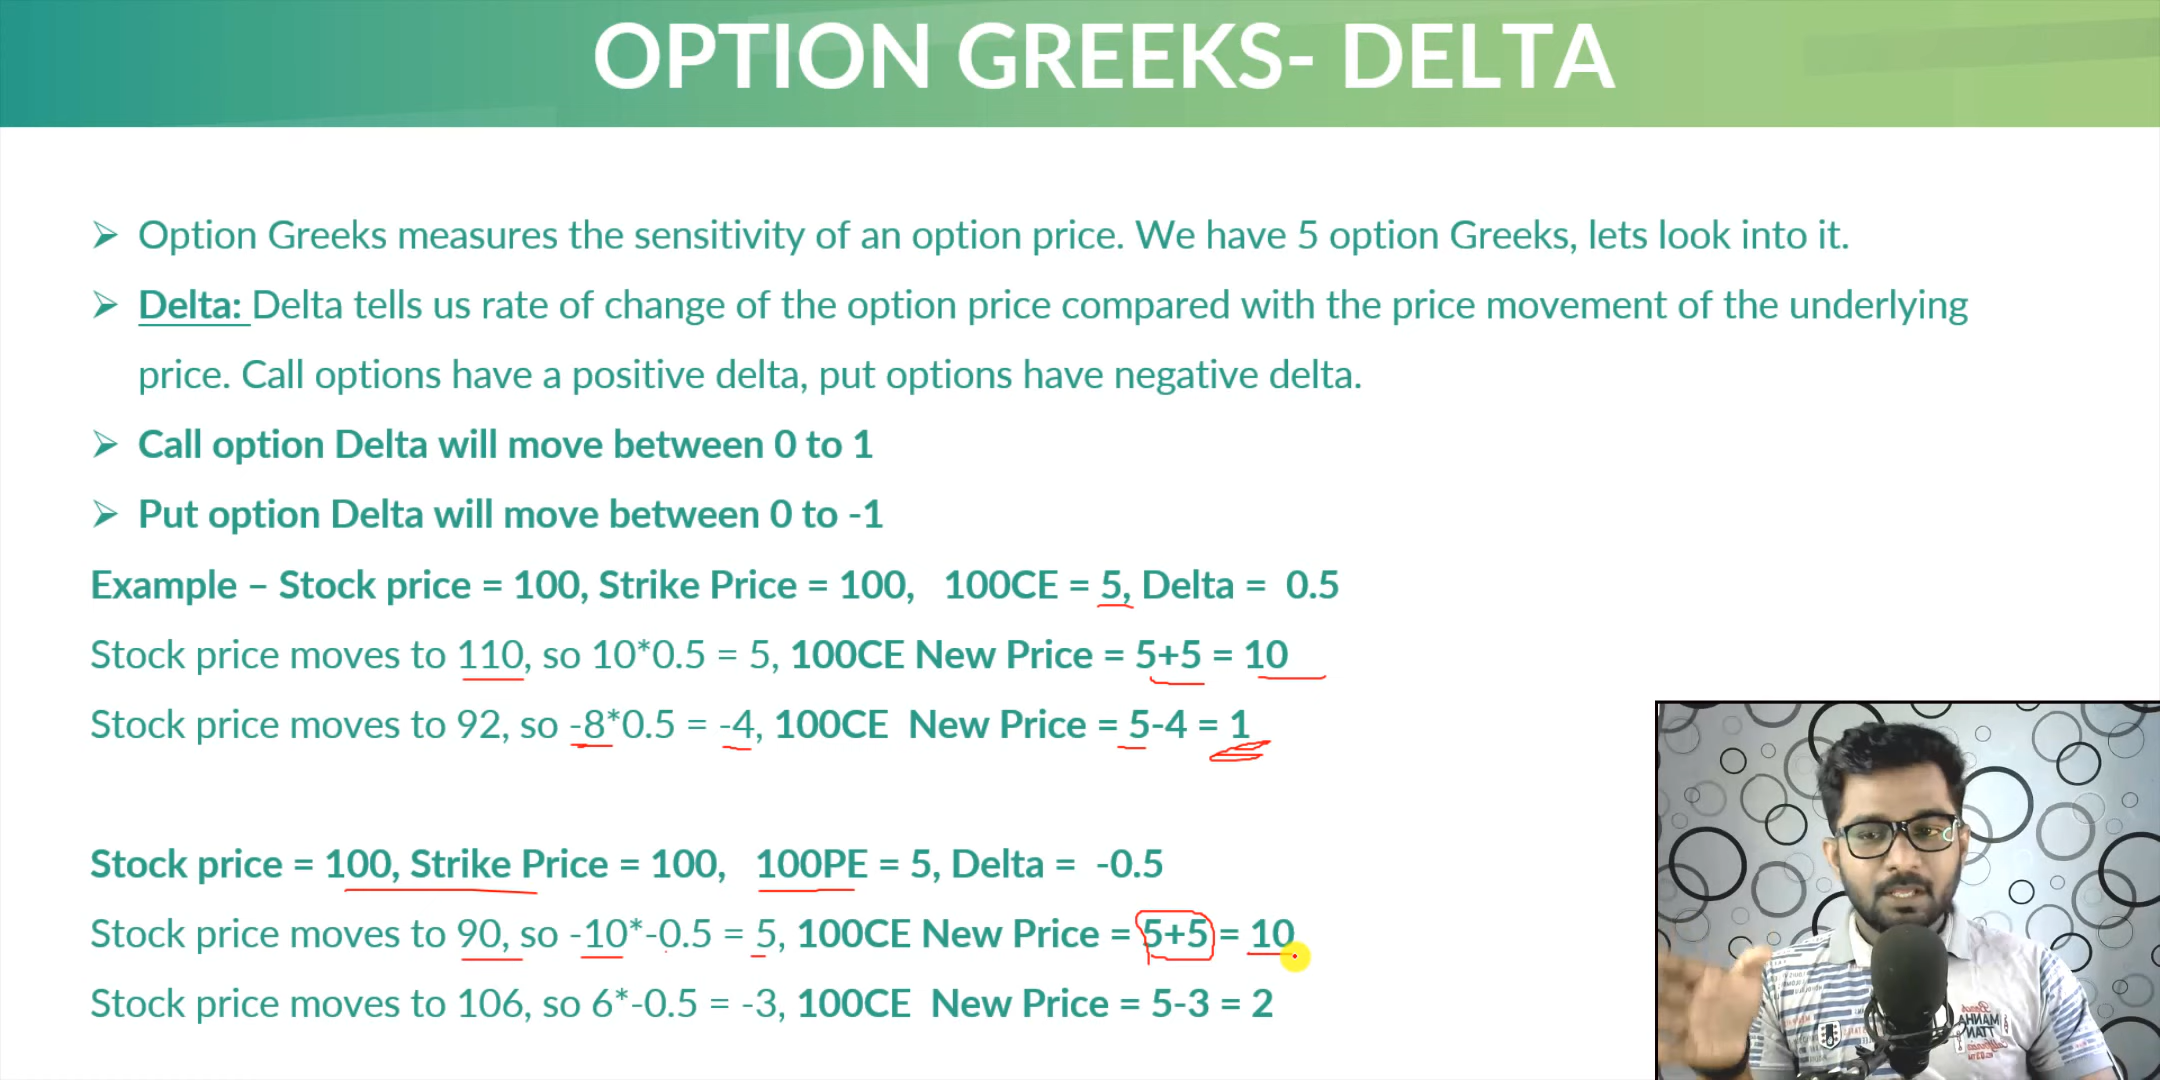 OPTION GREEKS- DELTA
➢ Option Greeks measures the sensitivity of an option price. We have 5 option Greeks, lets look into it.
➢ Delta: Delta tells us rate of change of the option price compared with the price movement of the underlying
price. Call options have a positive delta, put options have negative delta.
➢ Call option Delta will move between 0 to 1
➢ Put option Delta will move between 0 to -1
Example – Stock price = 100, Strike Price = 100, 100CE = 5, Delta = 0.5
Stock price moves to 110, so 10*0.5 = 5, 100CE New Price = 5+5 = 10
Stock price moves to 92, so -8*0.5 = -4, 100CE New Price = 5-4 = 1
Stock price = 100, Strike Price = 100, 100PE = 5, Delta = -0.5
Stock price moves to 90, so -10*-0.5 = 5, 100CE New Price = 5+5 = 10
Stock price moves to 106, so 6*-0.5 = -3, 100CE New Price = 5-3 = 2
MANHA
TTAN